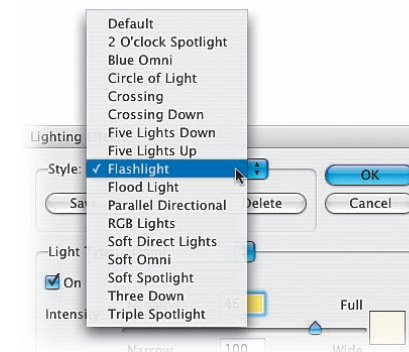 Default
2 O'clock Spotlight
Blue Omni
Circle of Light
Crossing
Crossing Down
Five Lights Down
Five Lights Up
Lighting
Style: ✓ Flashlight
OK
Flood Light
Parallel Directional
Delete
Cancel
RGB Lights
Soft Direct Lights
Light
Soft Omni
On
Soft Spotlight
Three Down
46
Full
Intensity
Triple Spotlight
Narrow 100 Wide